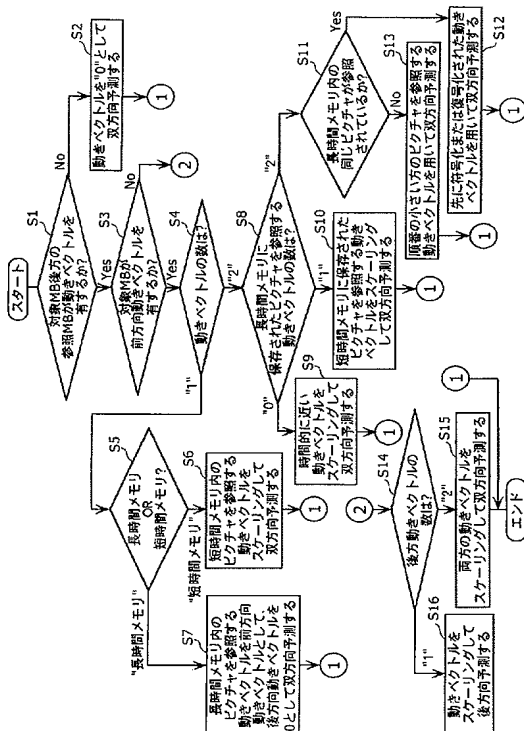 スタート
S1
対象MB後方の
参照MBが動きベクトルを
有するか?
No
S2
動きベクトルを"0"として
双方向予測する
1
Yes
S3
対象MBが
前方向動きベクトルを
有するか?
No
2
Yes
S4
動きベクトルの数は?
"1"
"2"
S5
長時間メモリ
OR
短時間メモリ?
"長時間メモリ"
"短時間メモリ"
S6
短時間メモリ内の
ピクチャを参照する
動きベクトルを
スケーリングして
双方向予測する
1
S7
長時間メモリ内の
ピクチャを参照する
動きベクトルを前方向
動きベクトルとして、
後方向動きベクトルを
0として双方向予測する
1
S8
長時間メモリに
保存されたピクチャを参照する
動きベクトルの数は?
"0"
"1"
"2"
S9
時間的に近い
動きベクトルを
スケーリングして
双方向予測する
1
S10
短時間メモリに保存された
ピクチャを参照する動き
ベクトルをスケーリング
して双方向予測する
1
S11
長時間メモリ内の
同じピクチャが参照
されているか?
Yes
No
S13
順番の小さい方のピクチャを参照する
動きベクトルを用いて双方向予測する
1
S12
先に符号化または復号化された動き
ベクトルを用いて双方向予測する
1
2
S14
後方動きベクトルの
数は?
"1"
"2"
S15
両方の動きベクトルを
スケーリングして双方向予測する
S16
動きベクトルを
スケーリングして
後方向予測する
1
エンド